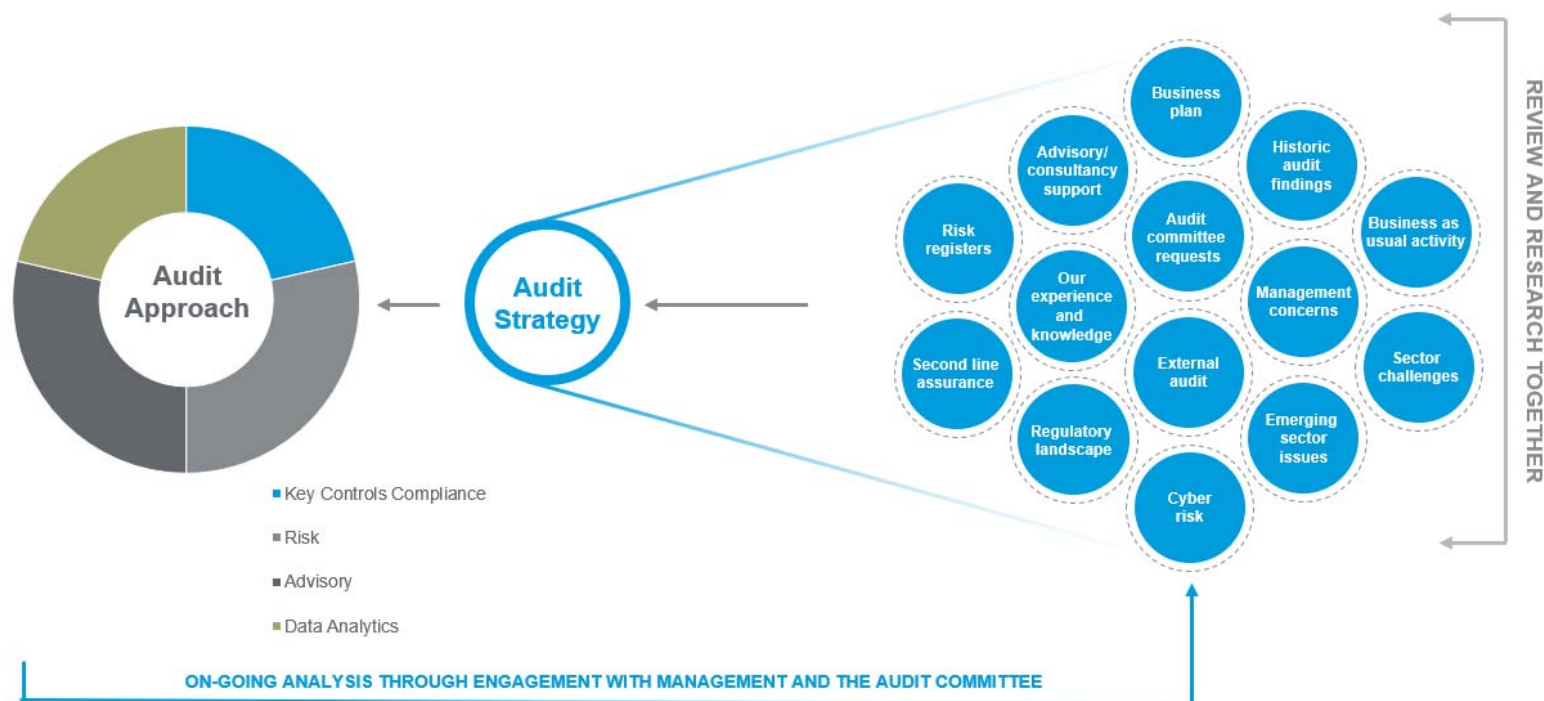 Audit
Approach
Key Controls Compliance
Risk
Advisory
Data Analytics
Audit
Strategy
Business
plan
Advisory/
consultancy
support
Historic
audit
findings
Risk
registers
Audit
committee
requests
Business as
usual activity
Our
experience
and
knowledge
Management
concerns
Second line
assurance
External
audit
Sector
challenges
Regulatory
landscape
Emerging
sector
issues
Cyber
risk
REVIEW AND RESEARCH TOGETHER
ON-GOING ANALYSIS THROUGH ENGAGEMENT WITH MANAGEMENT AND THE AUDIT COMMITTEE